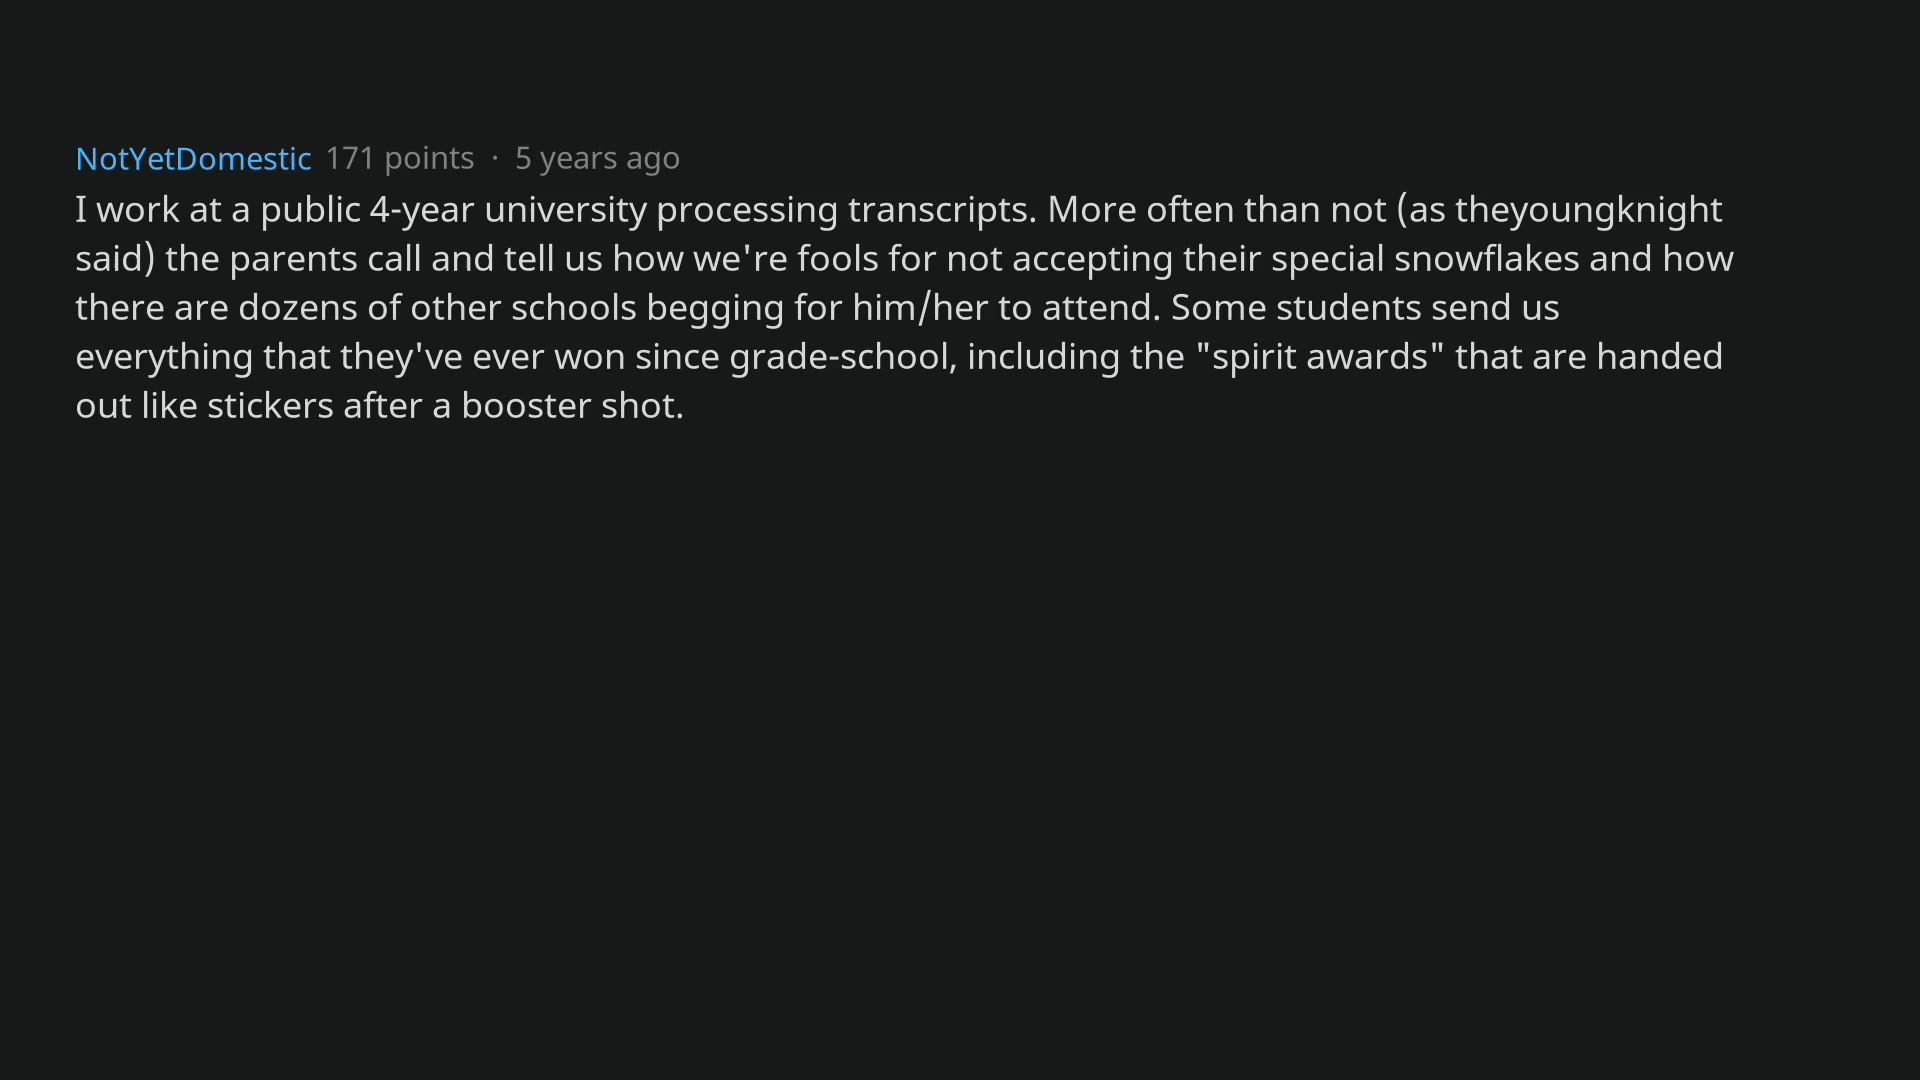 NotYetDomestic 171 points · 5 years ago
I work at a public 4-year university processing transcripts. More often than not (as theyoungknight
said) the parents call and tell us how we're fools for not accepting their special snowflakes and how
there are dozens of other schools begging for him/her to attend. Some students send us
everything that they've ever won since grade-school, including the "spirit awards" that are handed
out like stickers after a booster shot.